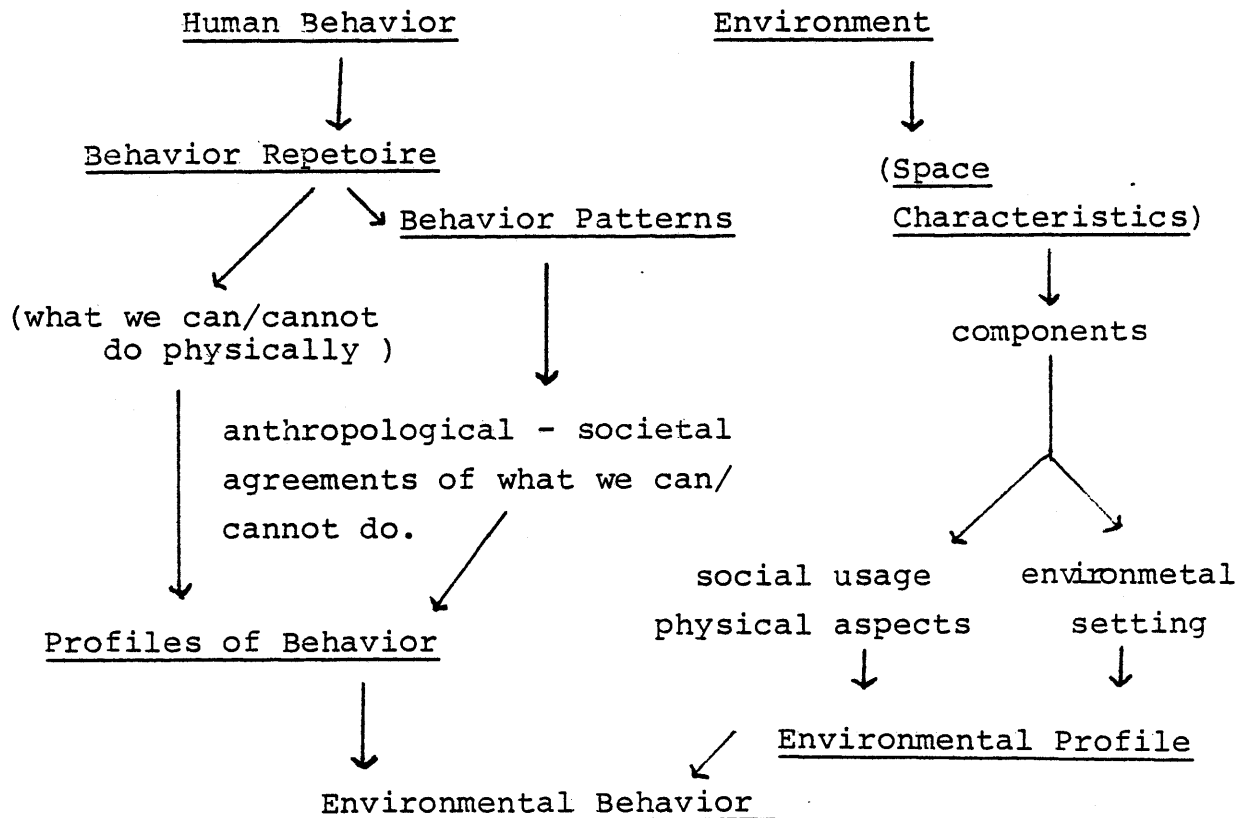 Human Behavior
Environment
Behavior Repetoire
(Space
Characteristics)
Behavior Patterns
(what we can/cannot
do physically )
components
anthropological - societal
agreements of what we can/
cannot do.
social usage
physical aspects
environmetal
setting
Profiles of Behavior
Environmental Profile
Environmental Behavior